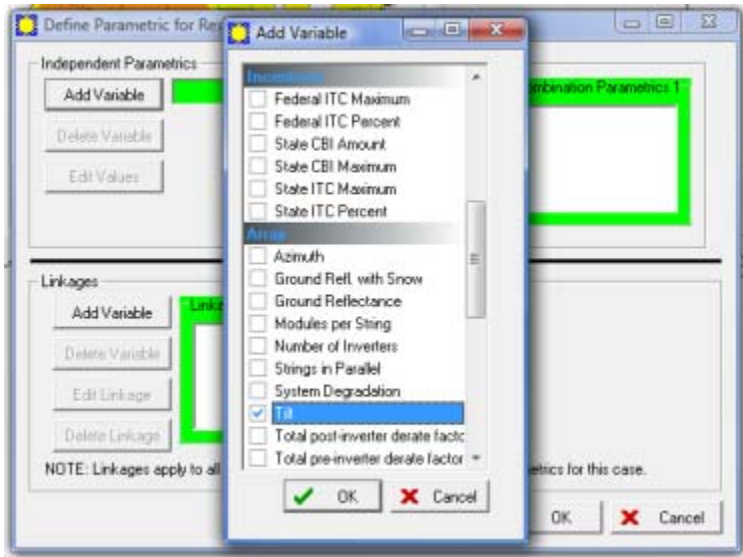 Define Parametric for Re
Add Variable
Independent Parametrics
Add Variable
Delete Variable
Edit Values
ombination Parametrics 1
Incentives
Federal ITC Maximum
Federal ITC Percent
State CBI Amount
State CBI Maximum
State ITC Maximum
State ITC Percent
Array
Azimuth
Ground Refl. with Snow
Ground Reflectance
Modules per String
Number of Inverters
Strings in Parallel
System Degradation
Tilt
Total post-inverter derate facto
Total pre-inverter derate factor
Linkages
Add Variable
Linka
Delete Variable
Edit Linkage
Delete Linkage
NOTE: Linkages apply to all
etrics for this case.
OK
Cancel
OK
Cancel